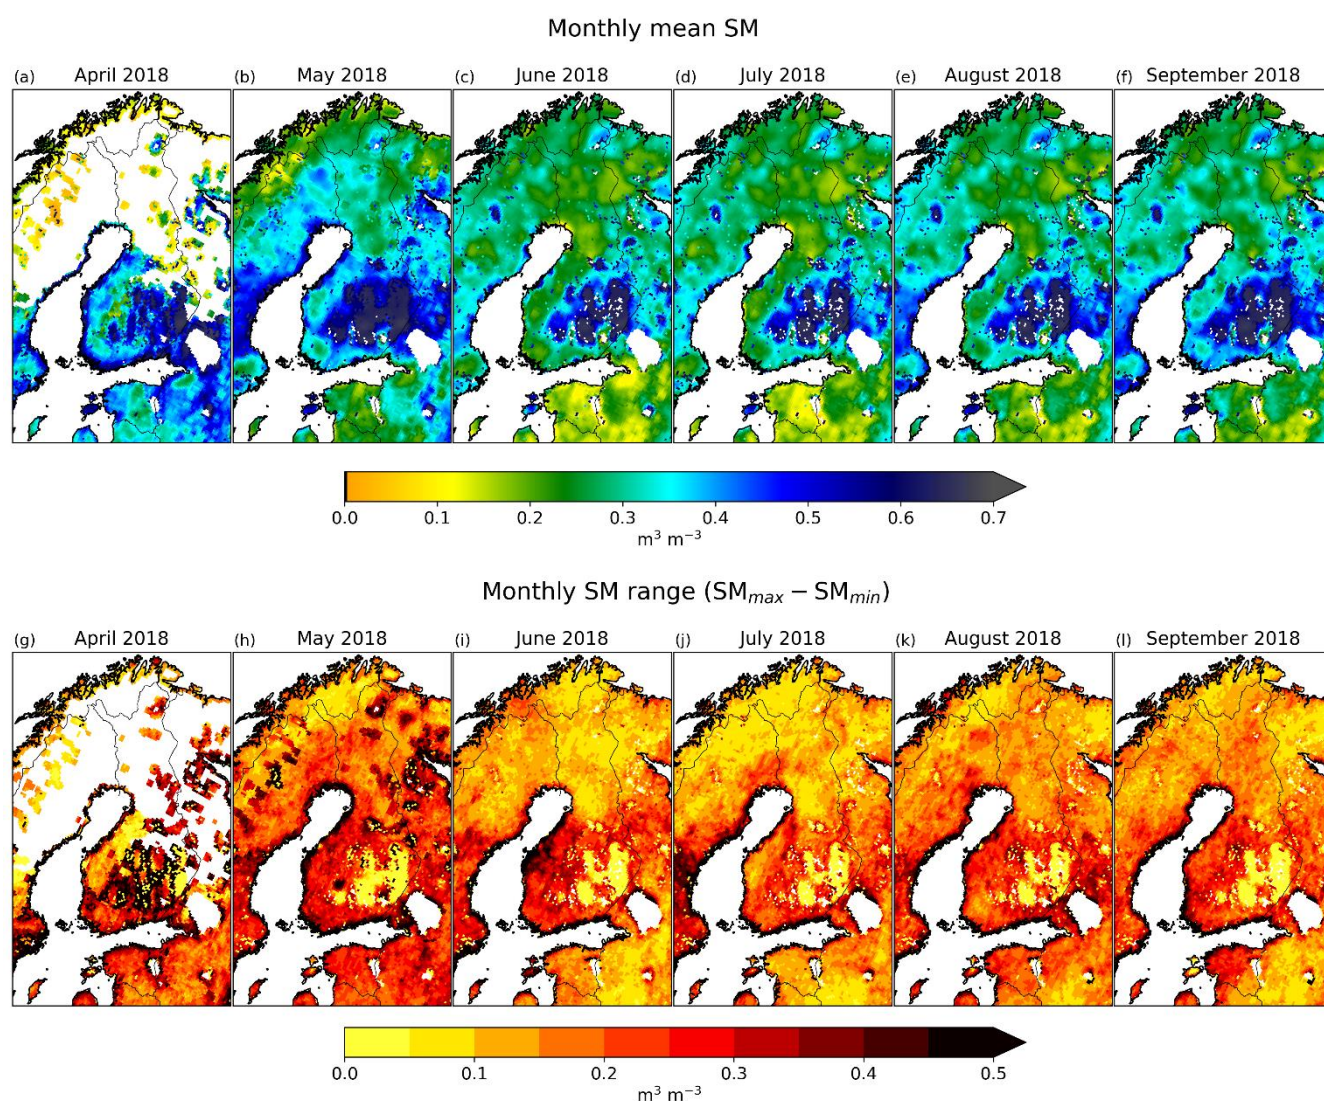 Monthly mean SM
(a) April 2018 (b) May 2018 (c) June 2018 (d) July 2018 (e) August 2018 (f) September 2018
0.0 0.1 0.2 0.3 0.4 0.5 0.6 0.7
m³ m⁻³
Monthly SM range (SMₘₐₓ − SMₘᵢₙ)
(g) April 2018 (h) May 2018 (i) June 2018 (j) July 2018 (k) August 2018 (l) September 2018
0.0 0.1 0.2 0.3 0.4 0.5
m³ m⁻³